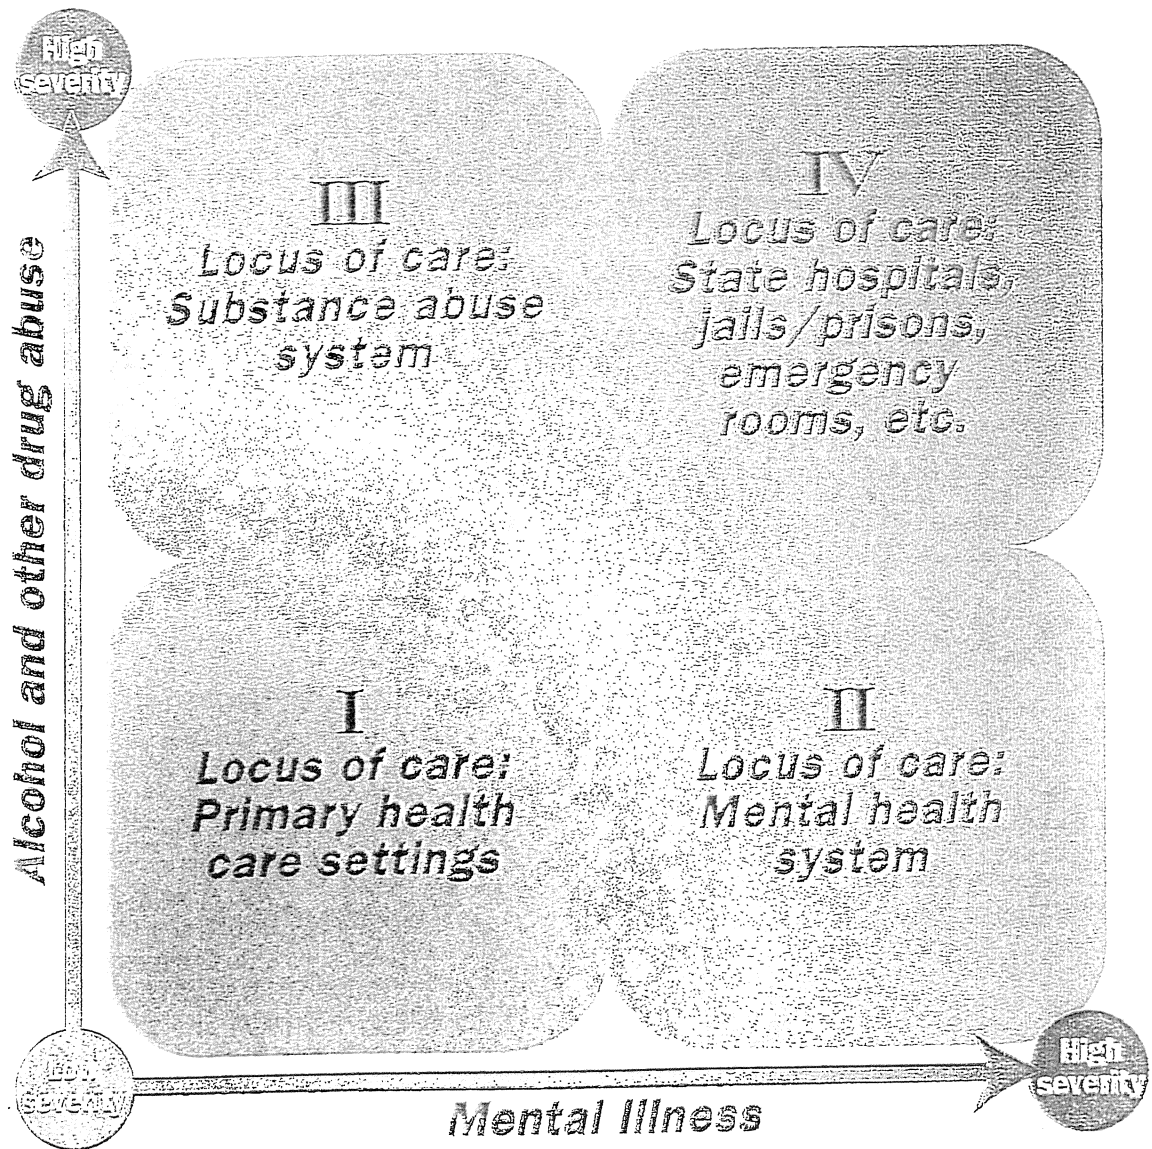 High
severity
Alcohol and other drug abuse
III
Locus of care:
Substance abuse
system
IV
Locus of care:
State hospitals,
jails/prisons,
emergency
rooms, etc.
I
Locus of care:
Primary health
care settings
II
Locus of care:
Mental health
system
Low
severity
Mental Illness
High
severity